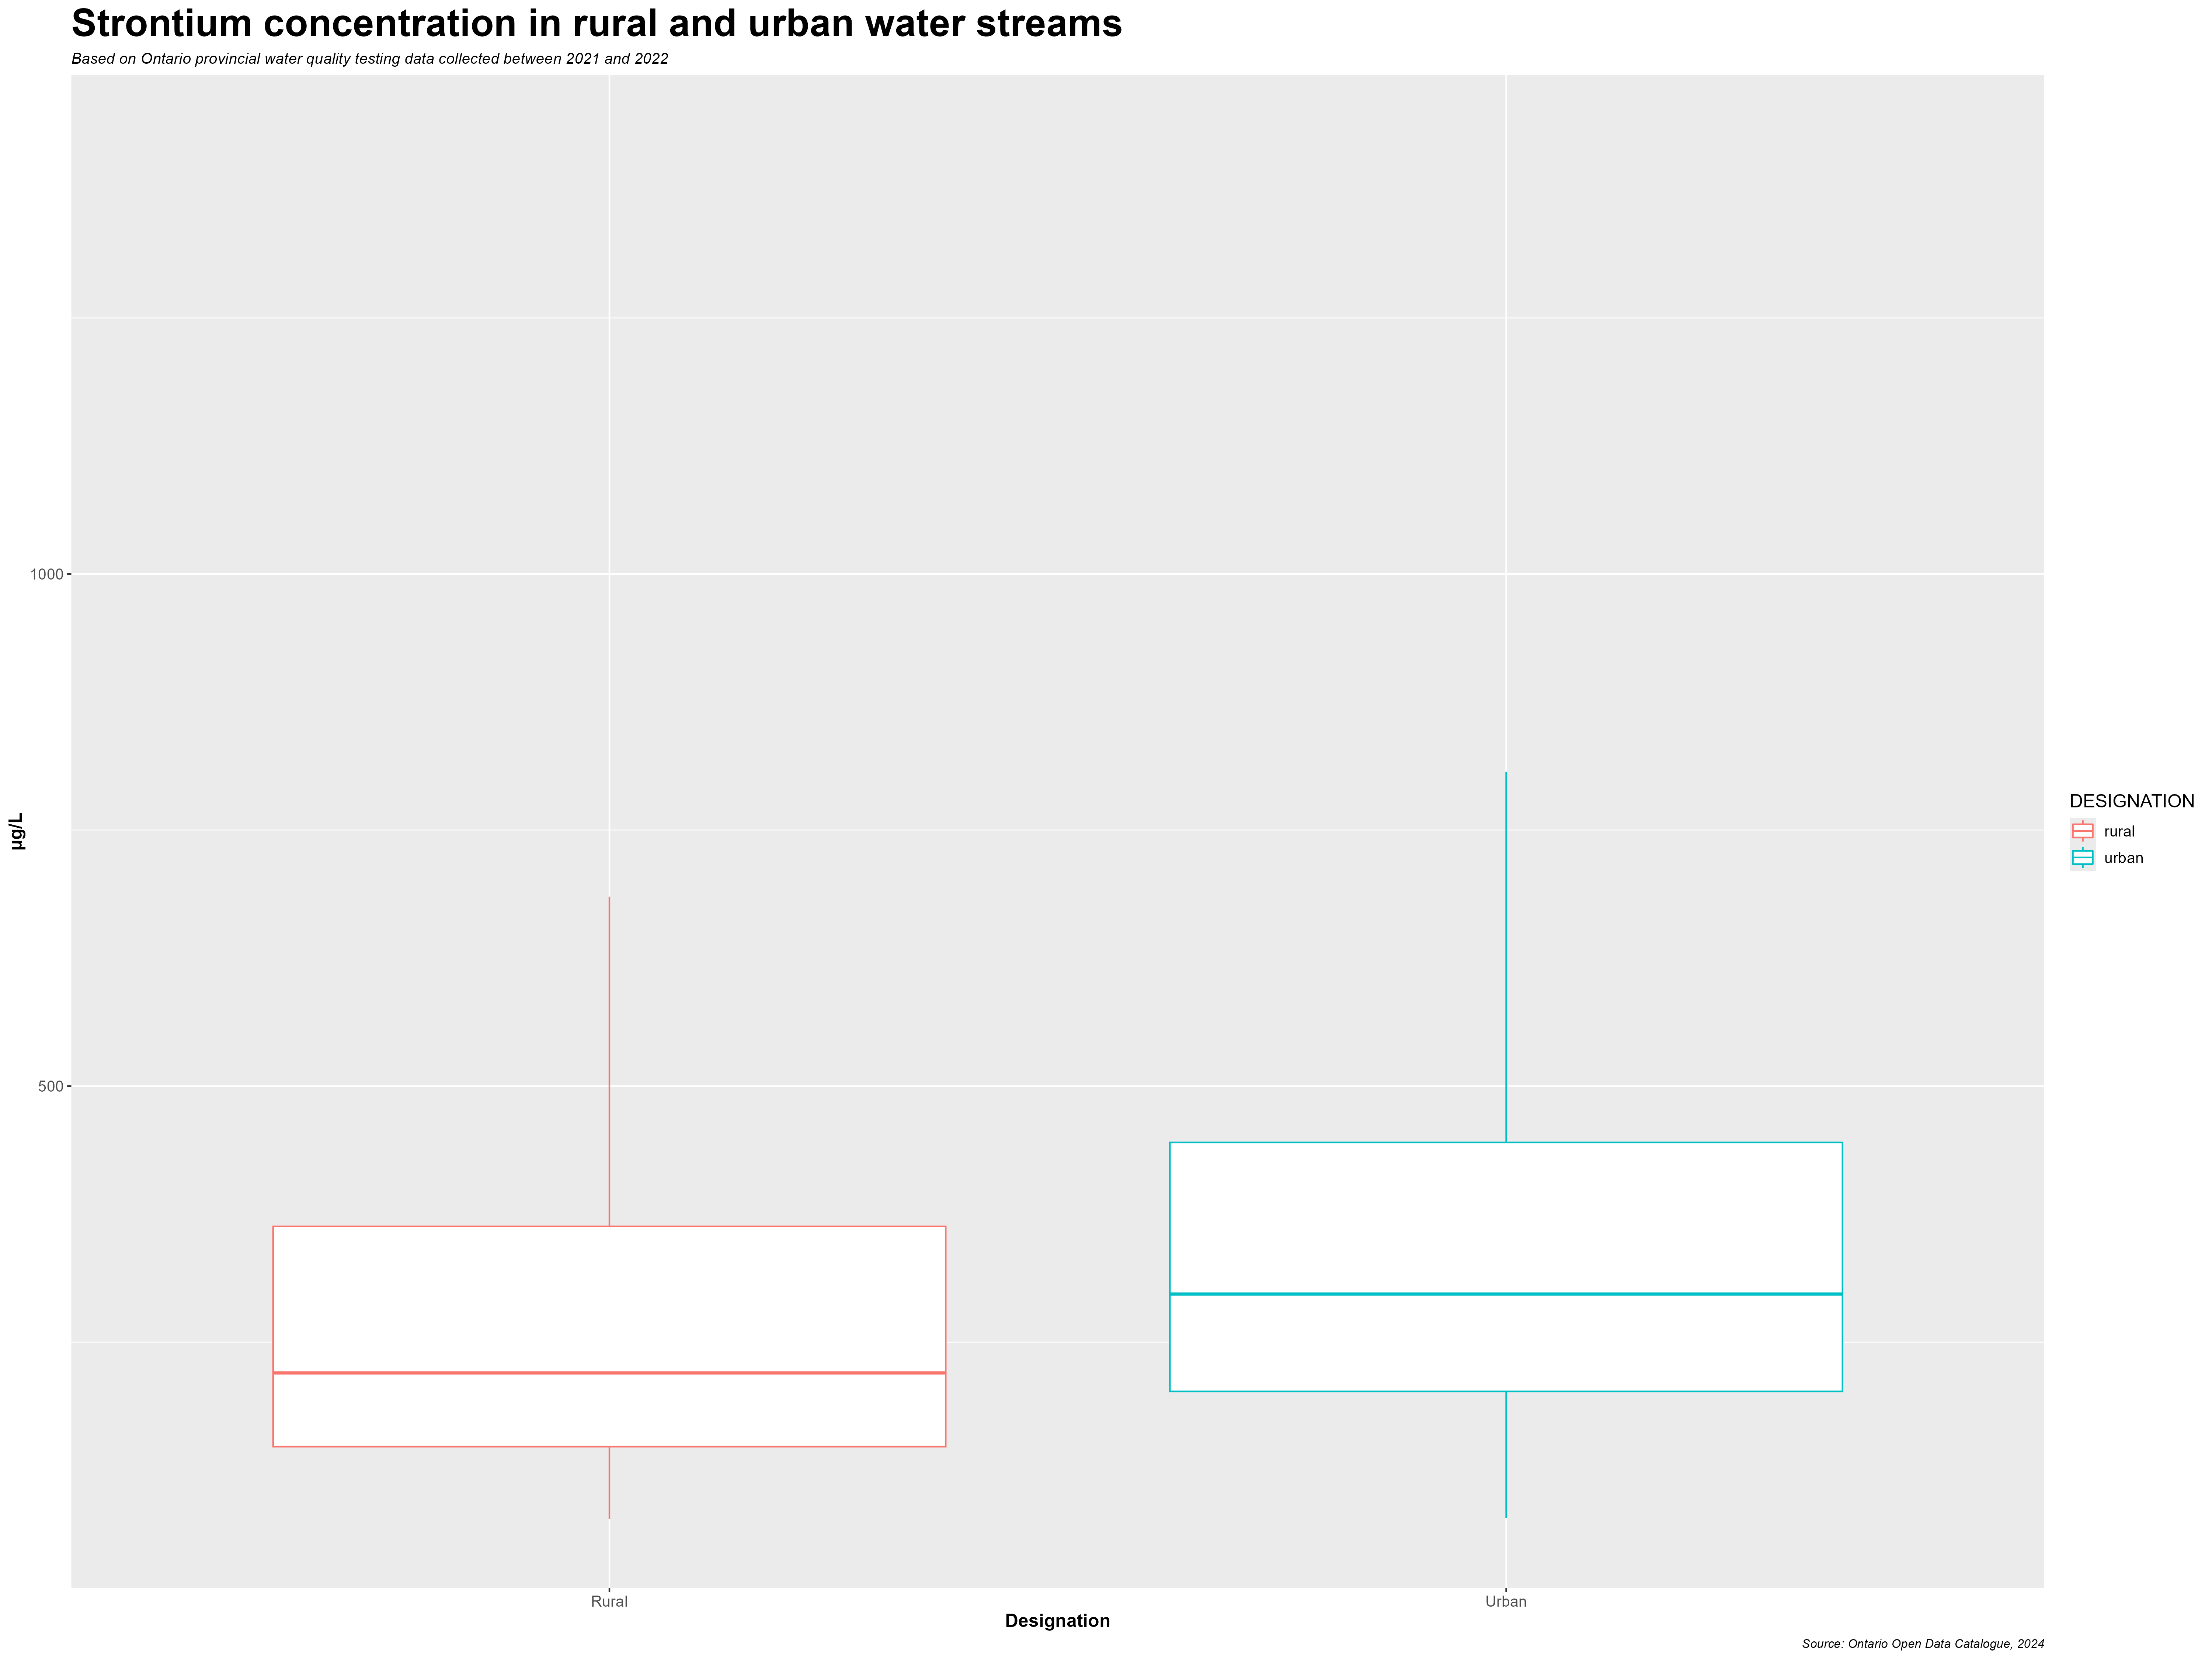 Strontium concentration in rural and urban water streams
Based on Ontario provincial water quality testing data collected between 2021 and 2022
1000
500
µg/L
DESIGNATION
rural
urban
Rural
Urban
Designation
Source: Ontario Open Data Catalogue, 2024